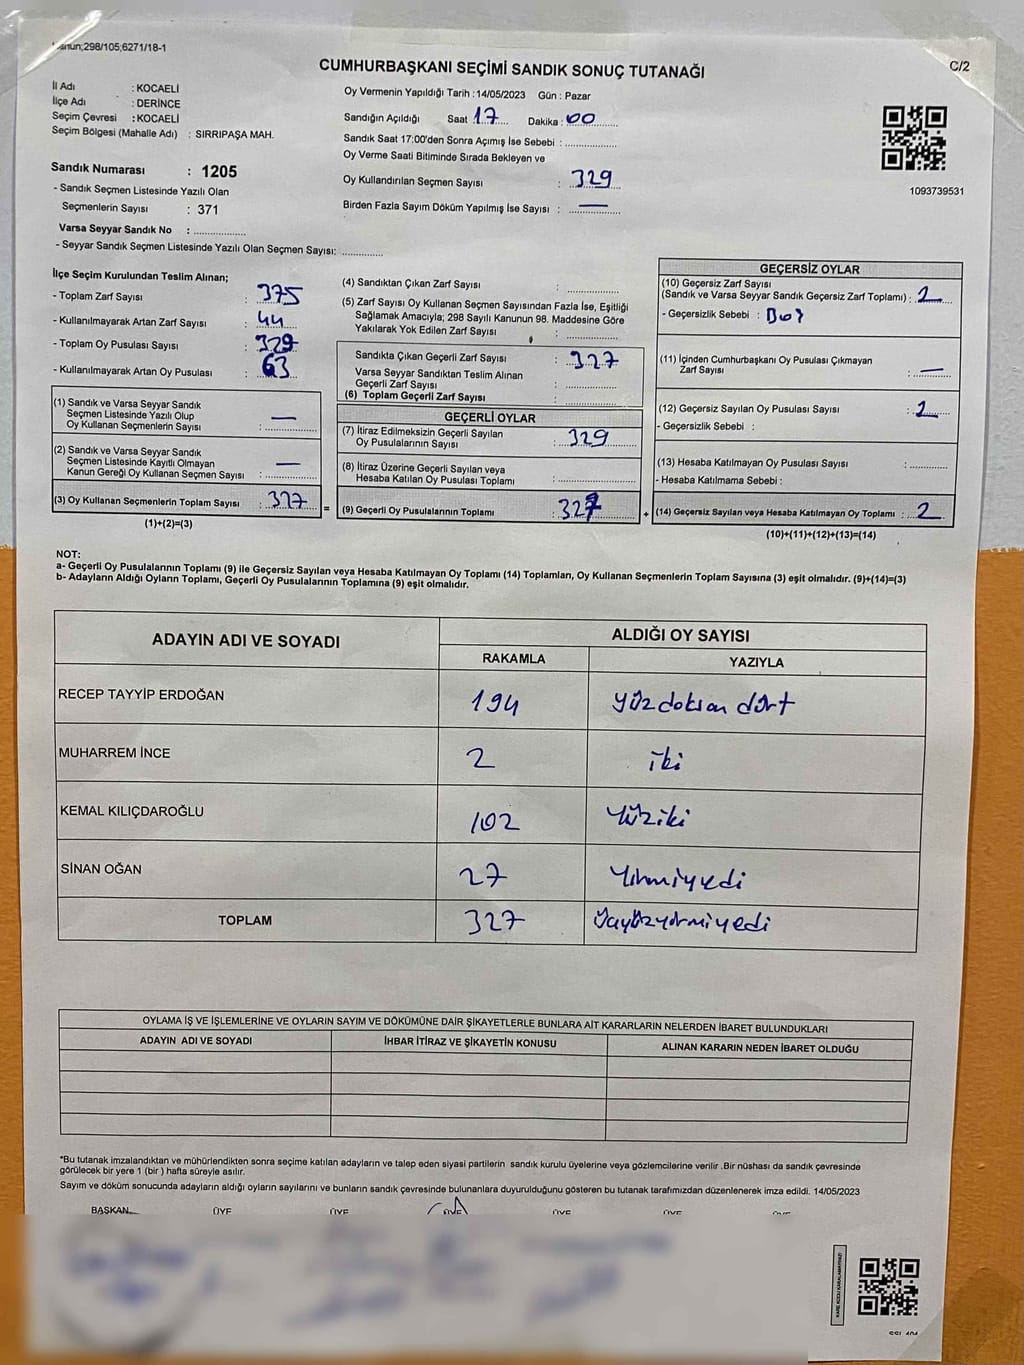 Kanun;298/105;6271/18-1
CUMHURBAŞKANI SEÇİMİ SANDIK SONUÇ TUTANAĞI
C/2
İl Adı : KOCAELİ
İlçe Adı : DERİNCE
Seçim Çevresi : KOCAELİ
Seçim Bölgesi (Mahalle Adı) : SIRRIPAŞA MAH.
Sandık Numarası : 1205
- Sandık Seçmen Listesinde Yazılı Olan
Seçmenlerin Sayısı : 371
Varsa Seyyar Sandık No : ................
- Seyyar Sandık Seçmen Listesinde Yazılı Olan Seçmen Sayısı: ............
Oy Vermenin Yapıldığı Tarih : 14/05/2023 Gün : Pazar
Sandığın Açıldığı Saat 17 Dakika : 00
Sandık Saat 17:00'den Sonra Açımış İse Sebebi : ................
Oy Verme Saati Bitiminde Sırada Bekleyen ve
Oy Kullandırılan Seçmen Sayısı : 329
Birden Fazla Sayım Döküm Yapılmış İse Sayısı : —
1093739531
İlçe Seçim Kurulundan Teslim Alınan;
- Toplam Zarf Sayısı : 375
- Kullanılmayarak Artan Zarf Sayısı : 44
- Toplam Oy Pusulası Sayısı : 329
- Kullanılmayarak Artan Oy Pusulası : 63
(1) Sandık ve Varsa Seyyar Sandık
Seçmen Listesinde Yazılı Olup
Oy Kullanan Seçmenlerin Sayısı : —
(2) Sandık ve Varsa Seyyar Sandık
Seçmen Listesinde Kayıtlı Olmayan
Kanun Gereği Oy Kullanan Seçmen Sayısı : —
(3) Oy Kullanan Seçmenlerin Toplam Sayısı : 327 =
(1)+(2)=(3)
(4) Sandıktan Çıkan Zarf Sayısı : ............
(5) Zarf Sayısı Oy Kullanan Seçmen Sayısından Fazla İse, Eşitliği
Sağlamak Amacıyla; 298 Sayılı Kanunun 98. Maddesine Göre
Yakılarak Yok Edilen Zarf Sayısı : ............
Sandıkta Çıkan Geçerli Zarf Sayısı : 327
Varsa Seyyar Sandıktan Teslim Alınan
Geçerli Zarf Sayısı : ............
(6) Toplam Geçerli Zarf Sayısı : ............
GEÇERLİ OYLAR
(7) İtiraz Edilmeksizin Geçerli Sayılan
Oy Pusulalarının Sayısı : 329
(8) İtiraz Üzerine Geçerli Sayılan veya
Hesaba Katılan Oy Pusulası Toplamı : ............
(9) Geçerli Oy Pusulalarının Toplamı : 327 +
GEÇERSİZ OYLAR
(10) Geçersiz Zarf Sayısı
(Sandık ve Varsa Seyyar Sandık Geçersiz Zarf Toplamı) : 2
- Geçersizlik Sebebi : Boş
(11) İçinden Cumhurbaşkanı Oy Pusulası Çıkmayan
Zarf Sayısı : —
(12) Geçersiz Sayılan Oy Pusulası Sayısı : 2
- Geçersizlik Sebebi :
(13) Hesaba Katılmayan Oy Pusulası Sayısı : ............
- Hesaba Katılmama Sebebi :
(14) Geçersiz Sayılan veya Hesaba Katılmayan Oy Toplamı : 2
(10)+(11)+(12)+(13)=(14)
NOT:
a- Geçerli Oy Pusulalarının Toplamı (9) ile Geçersiz Sayılan veya Hesaba Katılmayan Oy Toplamı (14) Toplamları, Oy Kullanan Seçmenlerin Toplam Sayısına (3) eşit olmalıdır. (9)+(14)=(3)
b- Adayların Aldığı Oyların Toplamı, Geçerli Oy Pusulalarının Toplamına (9) eşit olmalıdır.
ADAYIN ADI VE SOYADI ALDIĞI OY SAYISI
RAKAMLA YAZIYLA
RECEP TAYYİP ERDOĞAN 194 yüzdoksan dört
MUHARREM İNCE 2 iki
KEMAL KILIÇDAROĞLU 102 Yüziki
SİNAN OĞAN 27 Yirmiyedi
TOPLAM 327 Üçyüzyirmiyedi
OYLAMA İŞ VE İŞLEMLERİNE VE OYLARIN SAYIM VE DÖKÜMÜNE DAİR ŞİKAYETLERLE BUNLARA AİT KARARLARIN NELERDEN İBARET BULUNDUKLARI
ADAYIN ADI VE SOYADI İHBAR İTİRAZ VE ŞİKAYETİN KONUSU ALINAN KARARIN NEDEN İBARET OLDUĞU
*Bu tutanak imzalandıktan ve mühürlendikten sonra seçime katılan adayların ve talep eden siyasi partilerin sandık kurulu üyelerine veya gözlemcilerine verilir .Bir nüshası da sandık çevresinde
görülecek bir yere 1 (bir ) hafta süreyle asılır.
Sayım ve döküm sonucunda adayların aldığı oyların sayılarını ve bunların sandık çevresinde bulunanlara duyurulduğunu gösteren bu tutanak tarafımızdan düzenlenerek imza edildi. 14/05/2023
BAŞKAN ÜYE ÜYE ÜYE ÜYE ÜYE ÜYE